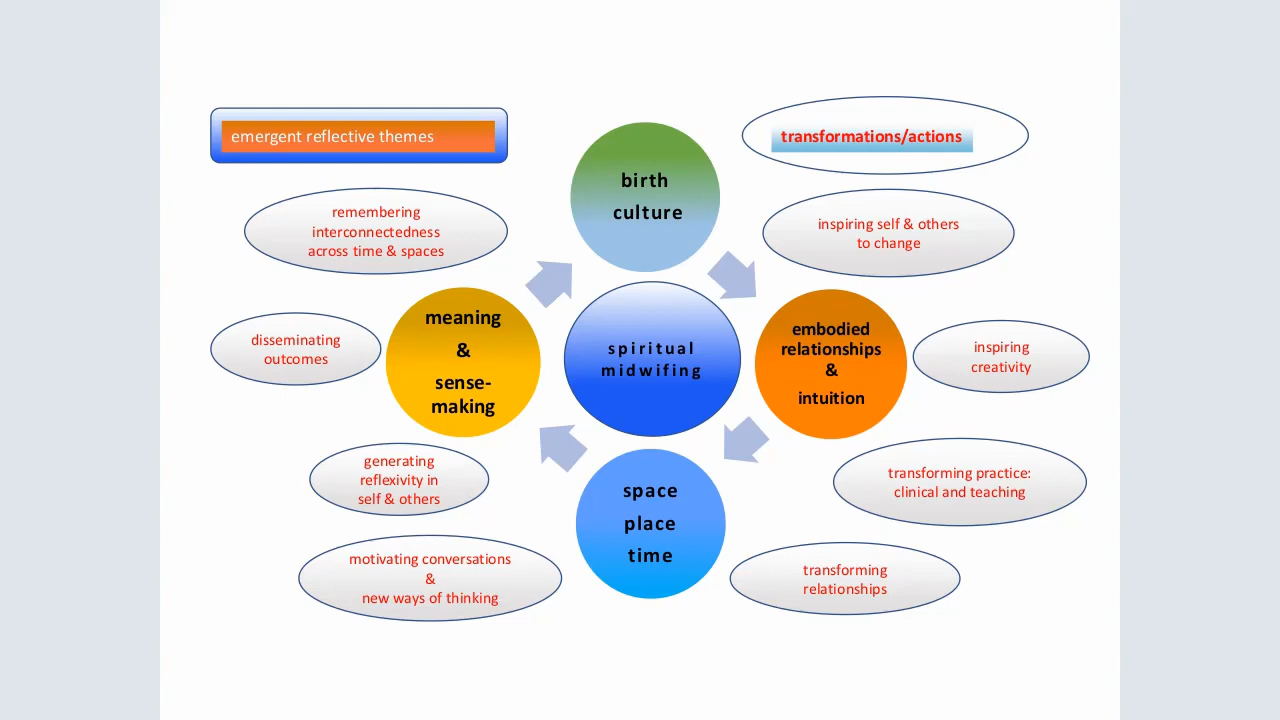 emergent reflective themes
transformations/actions
birth
culture
remembering
interconnectedness
across time & spaces
inspiring self & others
to change
meaning
&
sense-
making
spiritual
midwifing
embodied
relationships
&
intuition
disseminating
outcomes
inspiring
creativity
generating
reflexivity in
self & others
space
place
time
transforming practice:
clinical and teaching
motivating conversations
&
new ways of thinking
transforming
relationships